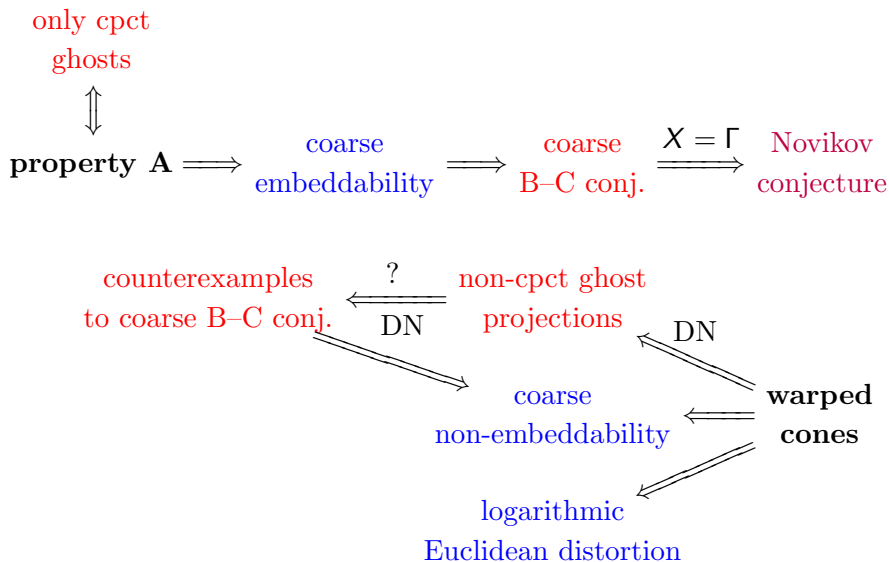 only cpct
ghosts
property A
coarse
embeddability
coarse
B–C conj.
X = Γ
Novikov
conjecture
counterexamples
to coarse B–C conj.
?
DN
non-cpct ghost
projections
DN
coarse
non-embeddability
warped
cones
logarithmic
Euclidean distortion